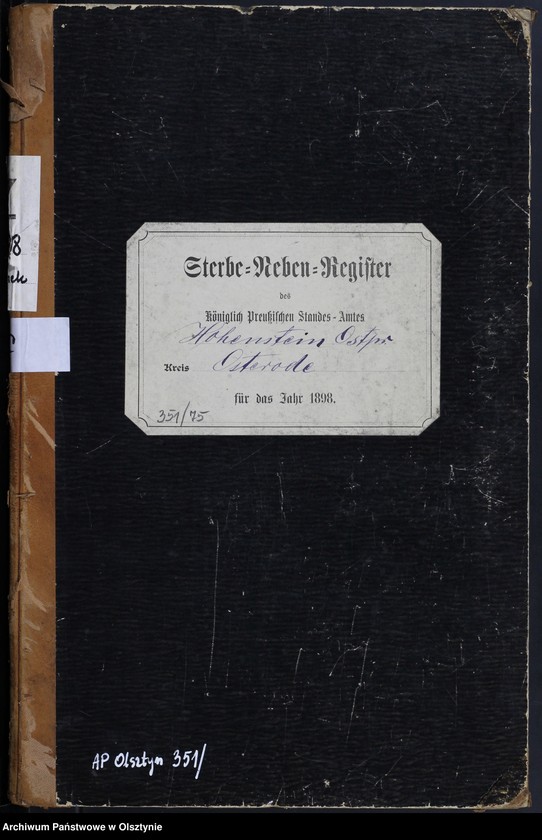 8
Sterbe-Neben-Register
des
Königlich Preußischen Standes-Amtes
Hohenstein Ostpr
Kreis Osterode
für das Jahr 1898.
351/75
AP Olsztyn 351/
Archiwum Państwowe w Olsztynie